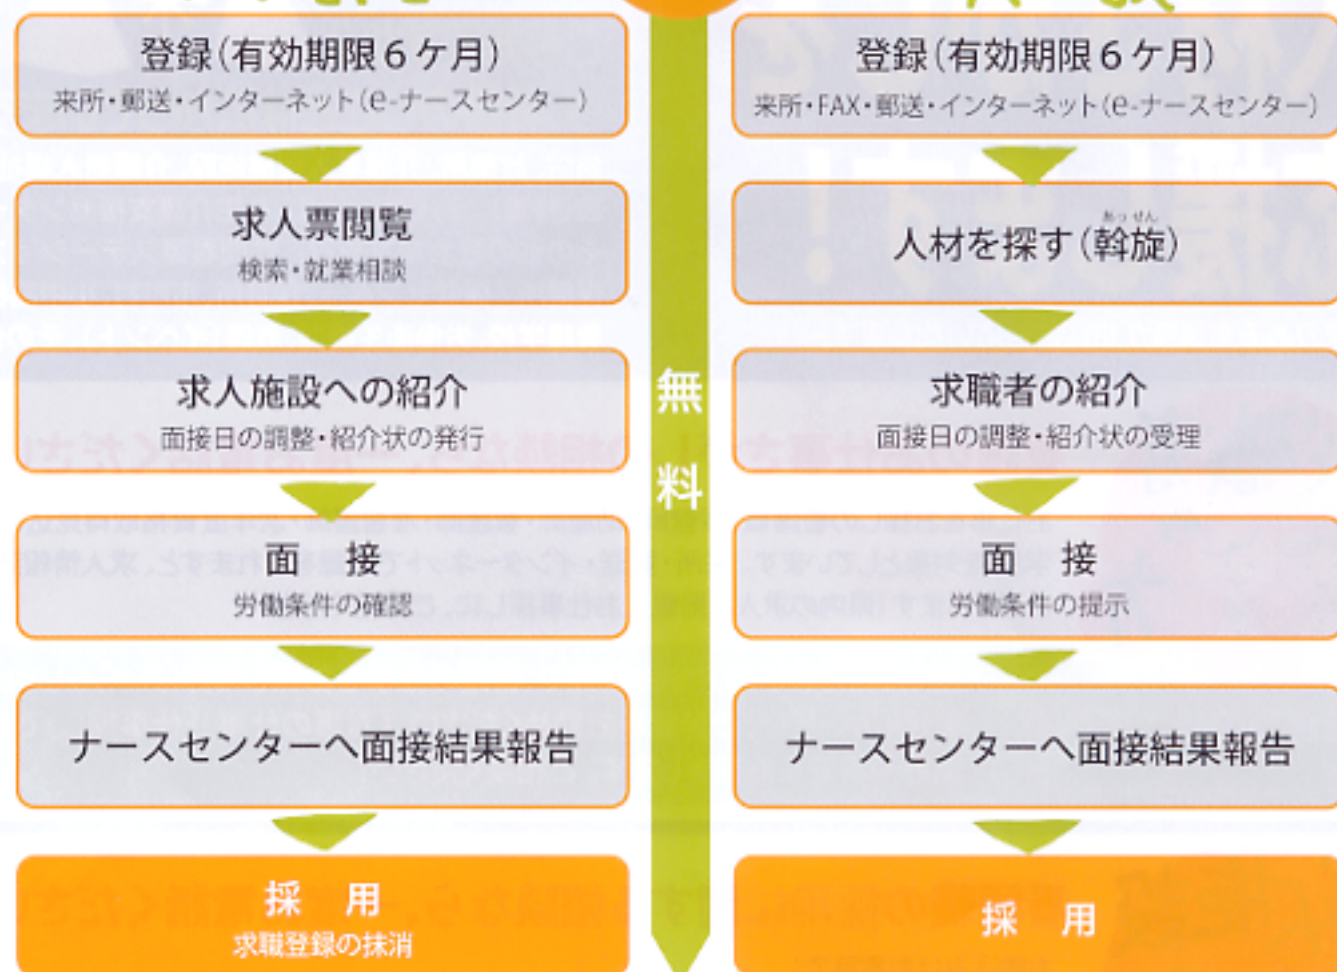 登録(有効期限6ケ月)
来所・郵送・インターネット(e-ナースセンター)
求人票閲覧
検索・就業相談
求人施設への紹介
面接日の調整・紹介状の発行
面 接
労働条件の確認
ナースセンターへ面接結果報告
採 用
求職登録の抹消
無
料
登録(有効期限6ケ月)
来所・FAX・郵送・インターネット(e-ナースセンター)
あっせん
人材を探す(斡旋)
求職者の紹介
面接日の調整・紹介状の受理
面 接
労働条件の提示
ナースセンターへ面接結果報告
採 用